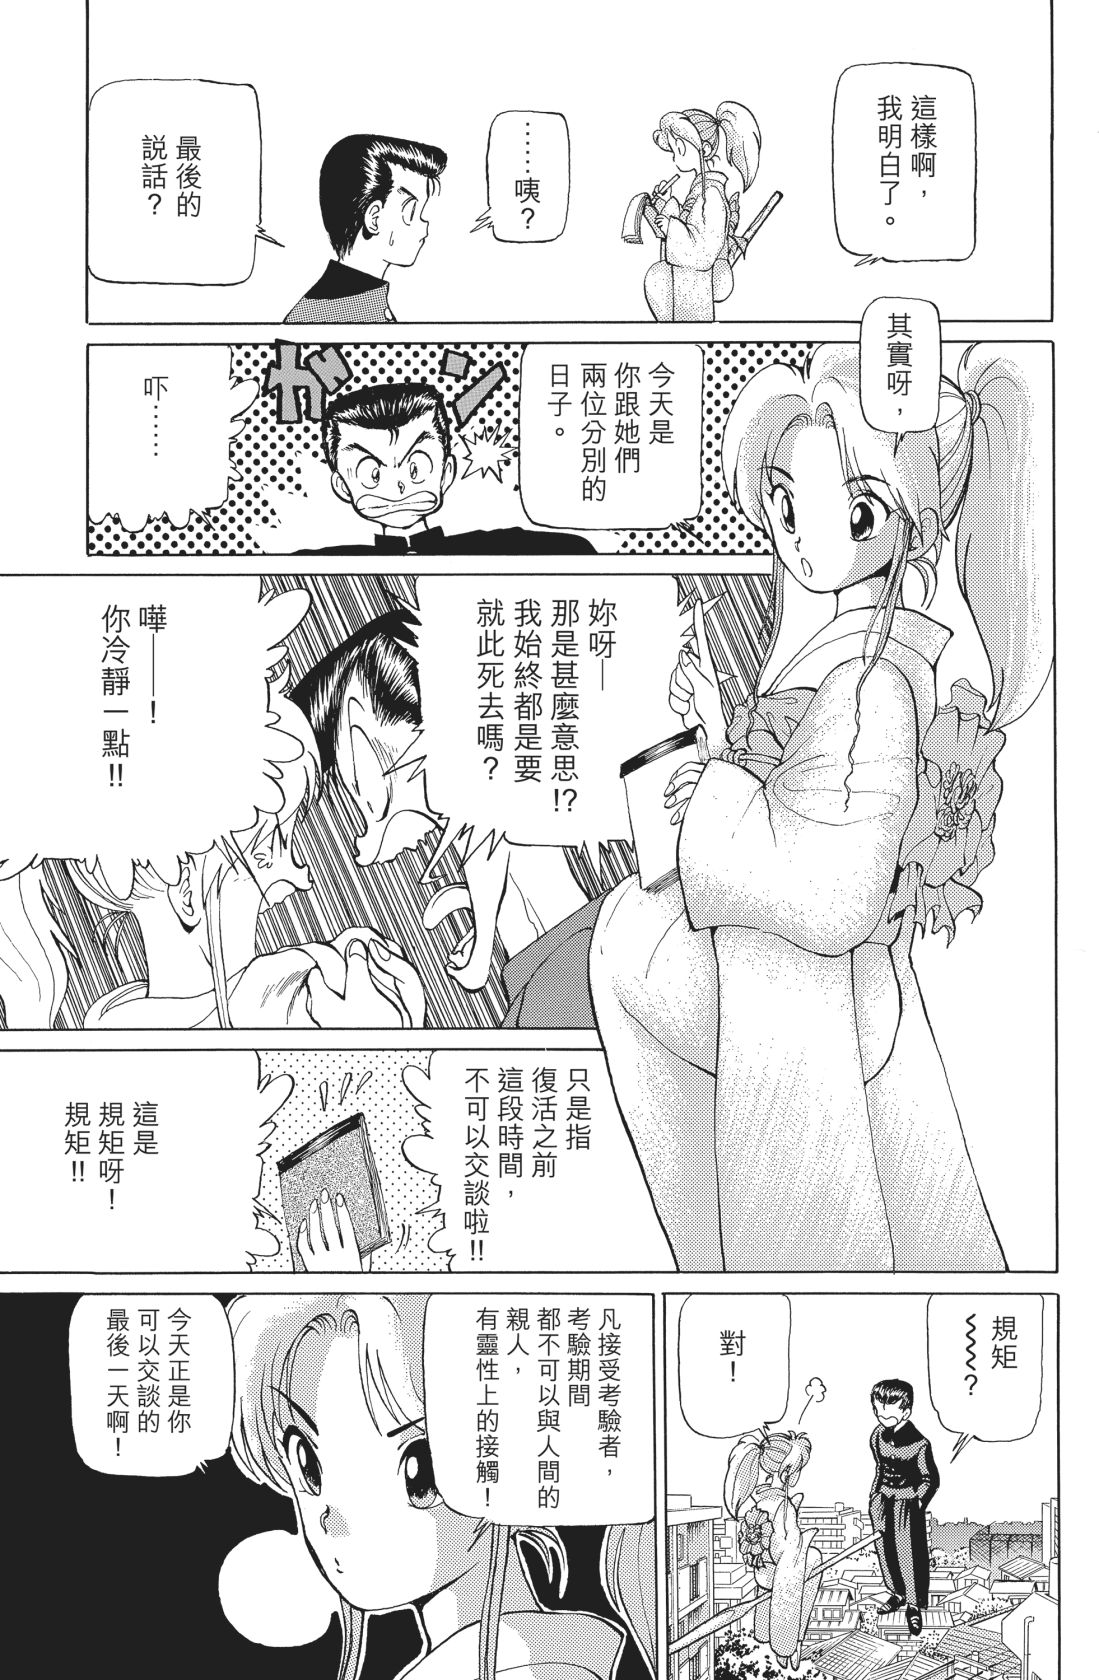 這樣啊，
我明白了。
……咦？
最後的
説話？
其實呀，
今天是
你跟她們
兩位分別的
日子。
ガーン
吓……
妳呀—
那是甚麼意思!?
我始終都是要
就此死去嗎？
嘩——！
你冷靜一點!!
只是指
復活之前
這段時間，
不可以交談啦!!
這是
規矩呀！
規矩!!
規矩
～～？
對！
凡接受考驗者，
考驗期間
都不可以與人間的
親人，
有靈性上的接觸！
今天正是你
可以交談的
最後一天啊！